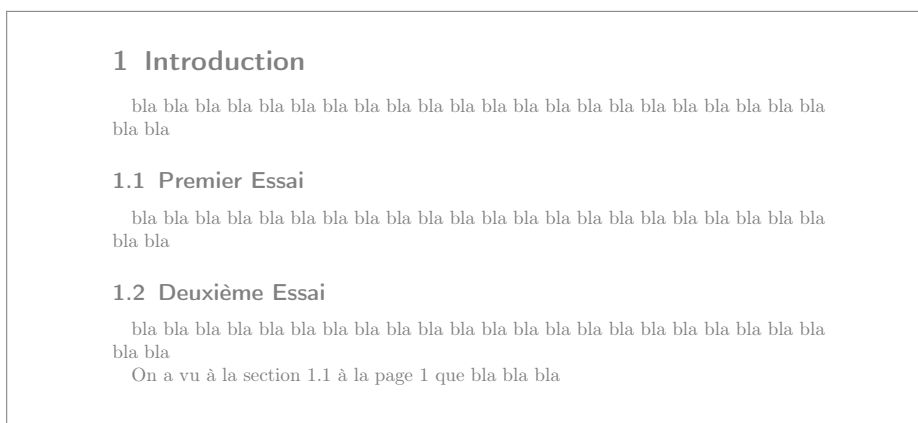 1 Introduction
bla bla bla bla bla bla bla bla bla bla bla bla bla bla bla bla bla bla bla bla bla bla
bla bla
1.1 Premier Essai
bla bla bla bla bla bla bla bla bla bla bla bla bla bla bla bla bla bla bla bla bla bla
bla bla
1.2 Deuxième Essai
bla bla bla bla bla bla bla bla bla bla bla bla bla bla bla bla bla bla bla bla bla bla
bla bla
On a vu à la section 1.1 à la page 1 que bla bla bla